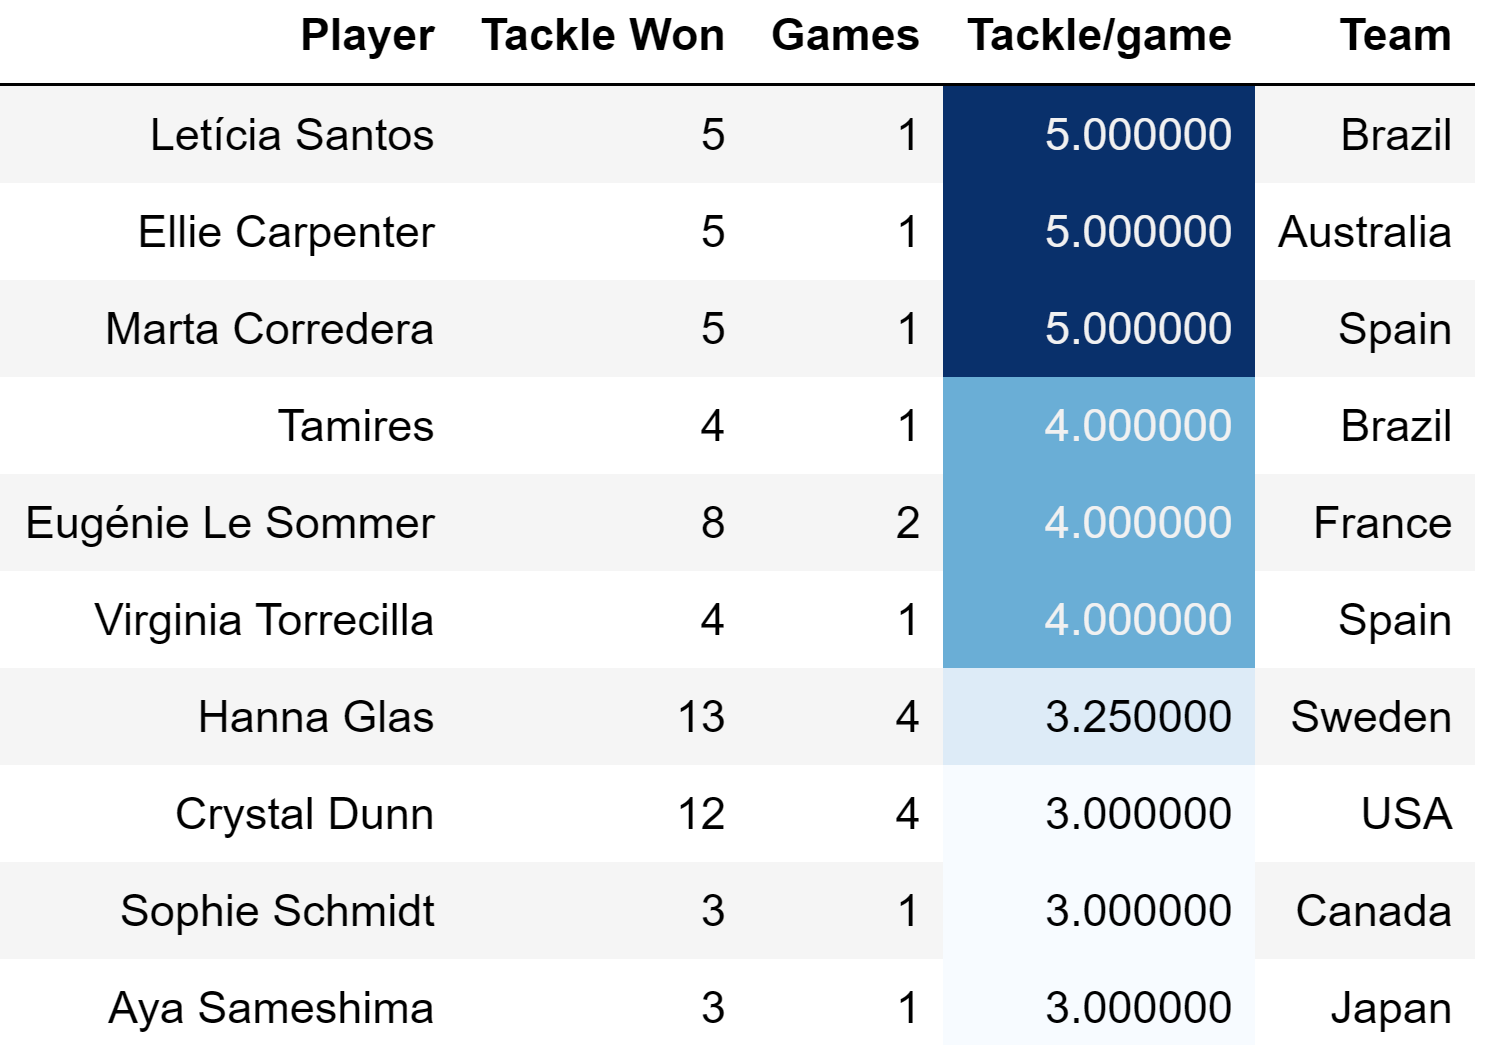 Player Tackle Won Games Tackle/game Team
Letícia Santos 5 1 5.000000 Brazil
Ellie Carpenter 5 1 5.000000 Australia
Marta Corredera 5 1 5.000000 Spain
Tamires 4 1 4.000000 Brazil
Eugénie Le Sommer 8 2 4.000000 France
Virginia Torrecilla 4 1 4.000000 Spain
Hanna Glas 13 4 3.250000 Sweden
Crystal Dunn 12 4 3.000000 USA
Sophie Schmidt 3 1 3.000000 Canada
Aya Sameshima 3 1 3.000000 Japan